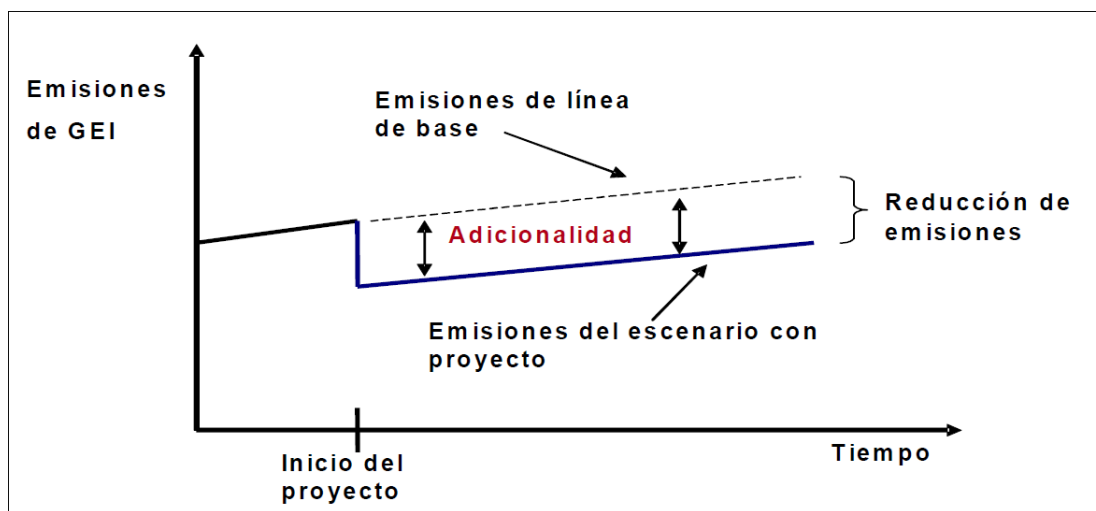 Emisiones
de GEI
Emisiones de línea
de base
Adicionalidad
Reducción de
emisiones
Emisiones del escenario con
proyecto
Inicio del
proyecto
Tiempo